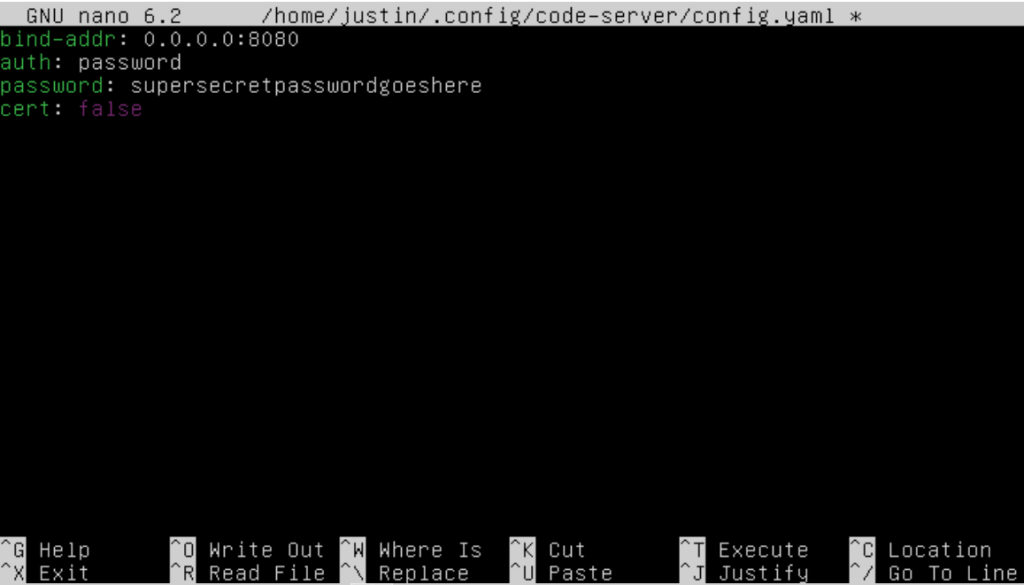 GNU nano 6.2 /home/justin/.config/code-server/config.yaml *
bind-addr: 0.0.0.0:8080
auth: password
password: supersecretpasswordgoeshere
cert: false
^G Help ^O Write Out ^W Where Is ^K Cut ^T Execute ^C Location
^X Exit ^R Read File ^\ Replace ^U Paste ^J Justify ^/ Go To Line